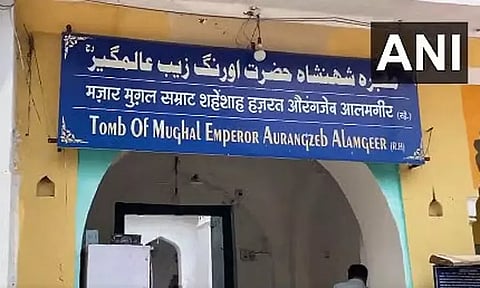 مقبرہ شہنشاہ حضرت اورنگ زیب عالمگیرؒ
मज़ार मुग़ल सम्राट शहेंशाह हज़रत औरंगजेब आलमगीर (रहे.)
TOMB OF MUGHAL EMPEROR AURANGZEB ALAMGEER (R.H)
ANI